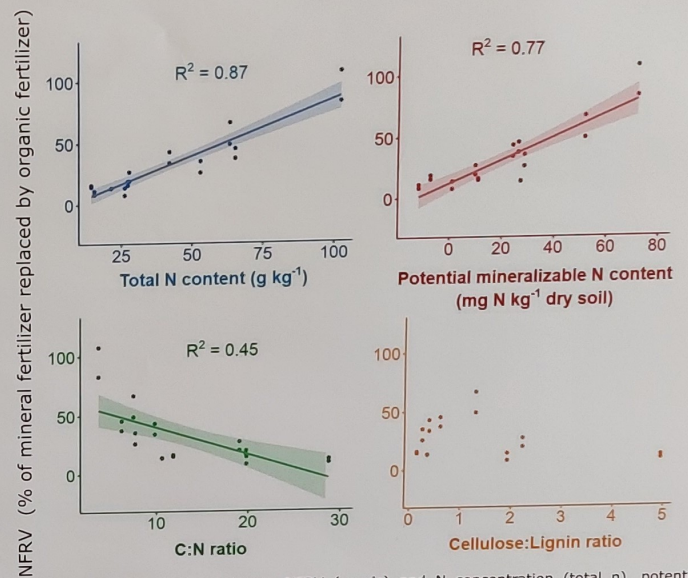 NFRV (% of mineral fertilizer replaced by organic fertilizer)
R² = 0.87
100
50
0
25 50 75 100
Total N content (g kg⁻¹)
R² = 0.77
100
50
0
0 20 40 60 80
Potential mineralizable N content
(mg N kg⁻¹ dry soil)
R² = 0.45
100
50
0
10 20 30
C:N ratio
100
50
0
0 1 2 3 4 5
Cellulose:Lignin ratio
N concentration (total n), potent